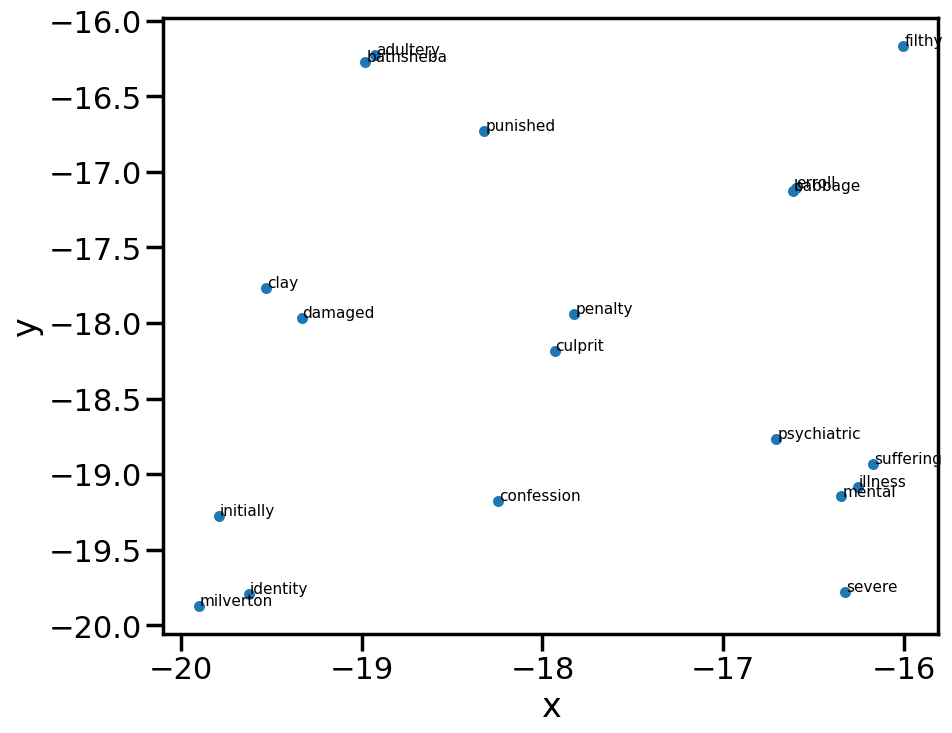 −16.0
adultery
bathsheba
filthy
−16.5
punished
−17.0
erroll
babbage
−17.5
clay
damaged
−18.0
penalty
culprit
y
−18.5
psychiatric
suffering
−19.0
illness
mental
confession
initially
−19.5
identity
milverton
severe
−20.0
−20 −19 −18 −17 −16
x